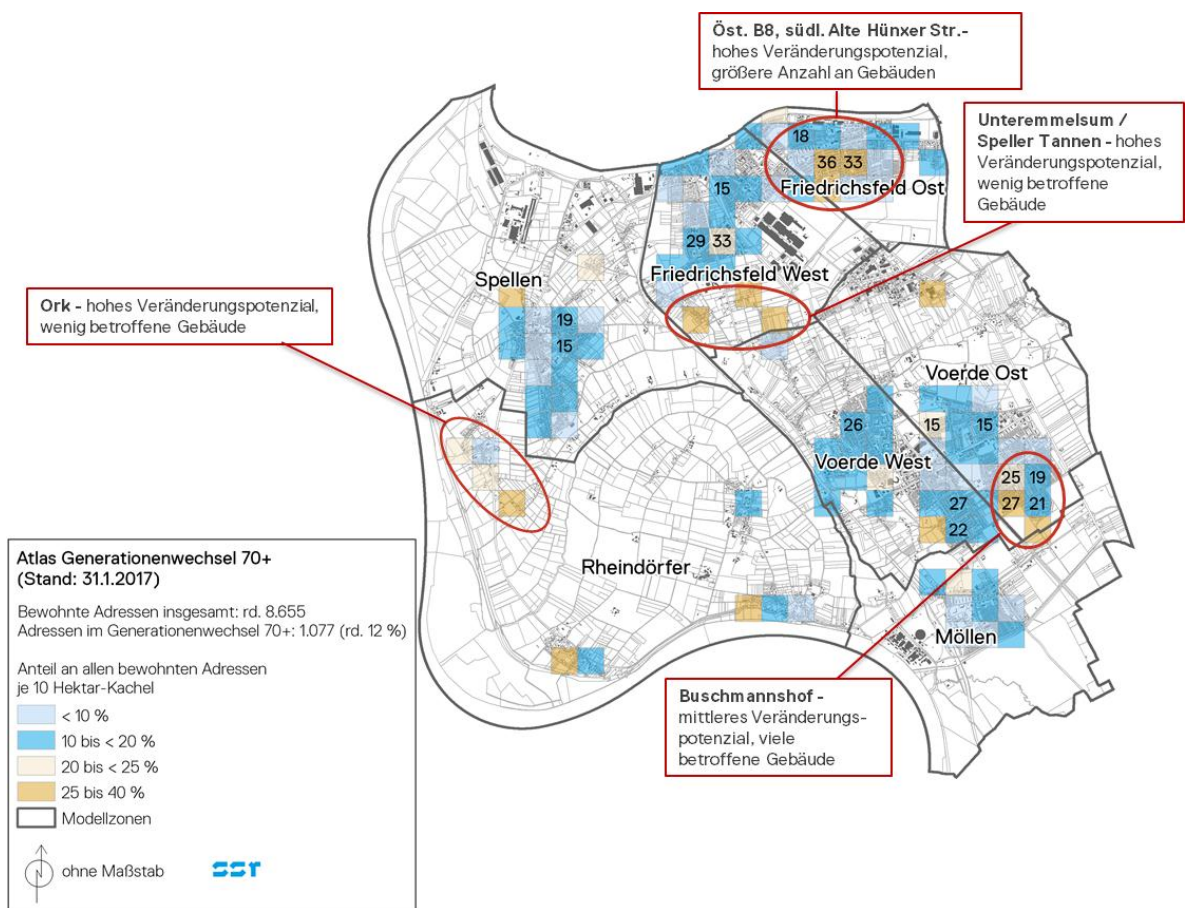 Öst. B8, südl. Alte Hünxer Str.-
hohes Veränderungspotenzial,
größere Anzahl an Gebäuden
Unteremmelsum /
Speller Tannen - hohes
Veränderungspotenzial,
wenig betroffene
Gebäude
18
36 33
Friedrichsfeld Ost
15
29 33
Friedrichsfeld West
Spellen
Ork - hohes Veränderungspotenzial,
wenig betroffene Gebäude
19
15
Voerde Ost
26
15
15
Voerde West
25 19
27 21
27
22
Rheindörfer
Möllen
Buschmannshof -
mittleres Veränderungs-
potenzial, viele
betroffene Gebäude
Atlas Generationenwechsel 70+
(Stand: 31.1.2017)
Bewohnte Adressen insgesamt: rd. 8.655
Adressen im Generationenwechsel 70+: 1.077 (rd. 12 %)
Anteil an allen bewohnten Adressen
je 10 Hektar-Kachel
< 10 %
10 bis < 20 %
20 bis < 25 %
25 bis 40 %
Modellzonen
ohne Maßstab
ssr